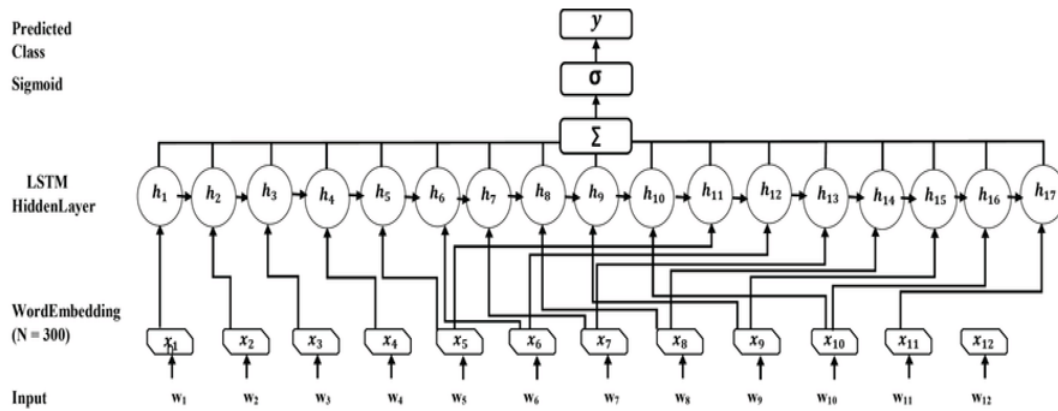 Predicted
Class
y
Sigmoid
σ
Σ
LSTM
HiddenLayer
h₁ h₂ h₃ h₄ h₅ h₆ h₇ h₈ h₉ h₁₀ h₁₁ h₁₂ h₁₃ h₁₄ h₁₅ h₁₆ h₁₇
WordEmbedding
(N = 300)
x₁ x₂ x₃ x₄ x₅ x₆ x₇ x₈ x₉ x₁₀ x₁₁ x₁₂
Input
w₁ w₂ w₃ w₄ w₅ w₆ w₇ w₈ w₉ w₁₀ w₁₁ w₁₂